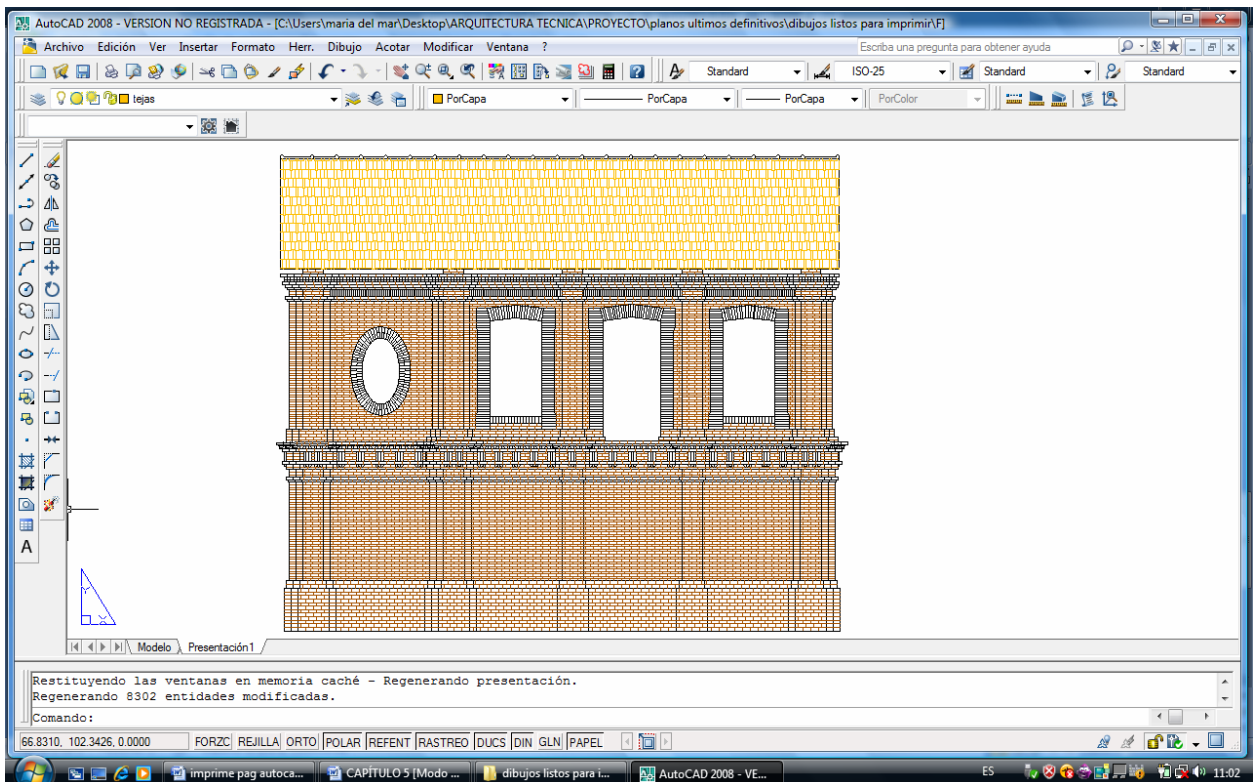 AutoCAD 2008 - VERSION NO REGISTRADA - [C:\Users\maria del mar\Desktop\ARQUITECTURA TECNICA\PROYECTO\planos ultimos definitivos\dibujos listos para imprimir\F]
Archivo Edición Ver Insertar Formato Herr. Dibujo Acotar Modificar Ventana ? Escriba una pregunta para obtener ayuda
Standard ISO-25 Standard Standard
tejas PorCapa PorCapa PorCapa PorColor
A
Y
X
Modelo Presentación1
Restituyendo las ventanas en memoria caché - Regenerando presentación.
Regenerando 8302 entidades modificadas.
Comando:
66.8310, 102.3426, 0.0000 FORZC REJILLA ORTO POLAR REFENT RASTREO DUCS DIN GLN PAPEL
imprime pag autoca... CAPÍTULO 5 [Modo ... dibujos listos para i... AutoCAD 2008 - VE... ES 11:02